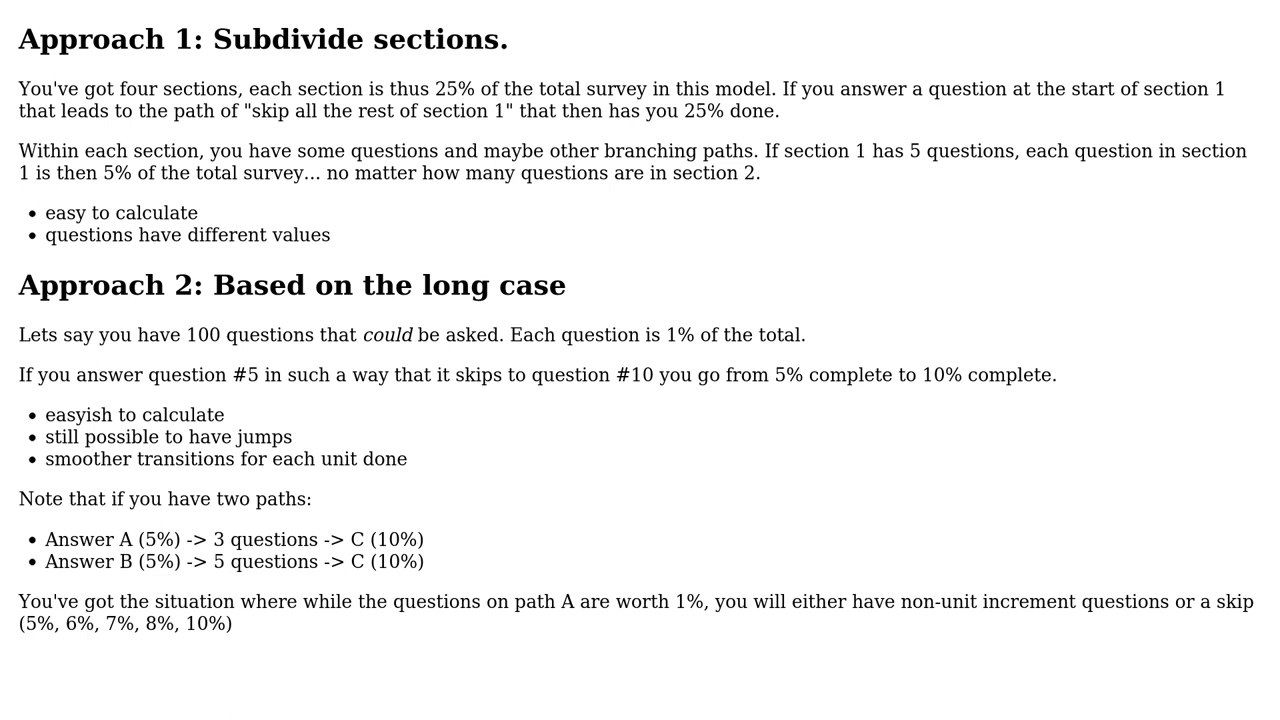 Approach 1: Subdivide sections.
You've got four sections, each section is thus 25% of the total survey in this model. If you answer a question at the start of section 1
that leads to the path of "skip all the rest of section 1" that then has you 25% done.
Within each section, you have some questions and maybe other branching paths. If section 1 has 5 questions, each question in section
1 is then 5% of the total survey... no matter how many questions are in section 2.
• easy to calculate
• questions have different values
Approach 2: Based on the long case
Lets say you have 100 questions that could be asked. Each question is 1% of the total.
If you answer question #5 in such a way that it skips to question #10 you go from 5% complete to 10% complete.
• easyish to calculate
• still possible to have jumps
• smoother transitions for each unit done
Note that if you have two paths:
• Answer A (5%) -> 3 questions -> C (10%)
• Answer B (5%) -> 5 questions -> C (10%)
You've got the situation where while the questions on path A are worth 1%, you will either have non-unit increment questions or a skip
(5%, 6%, 7%, 8%, 10%)